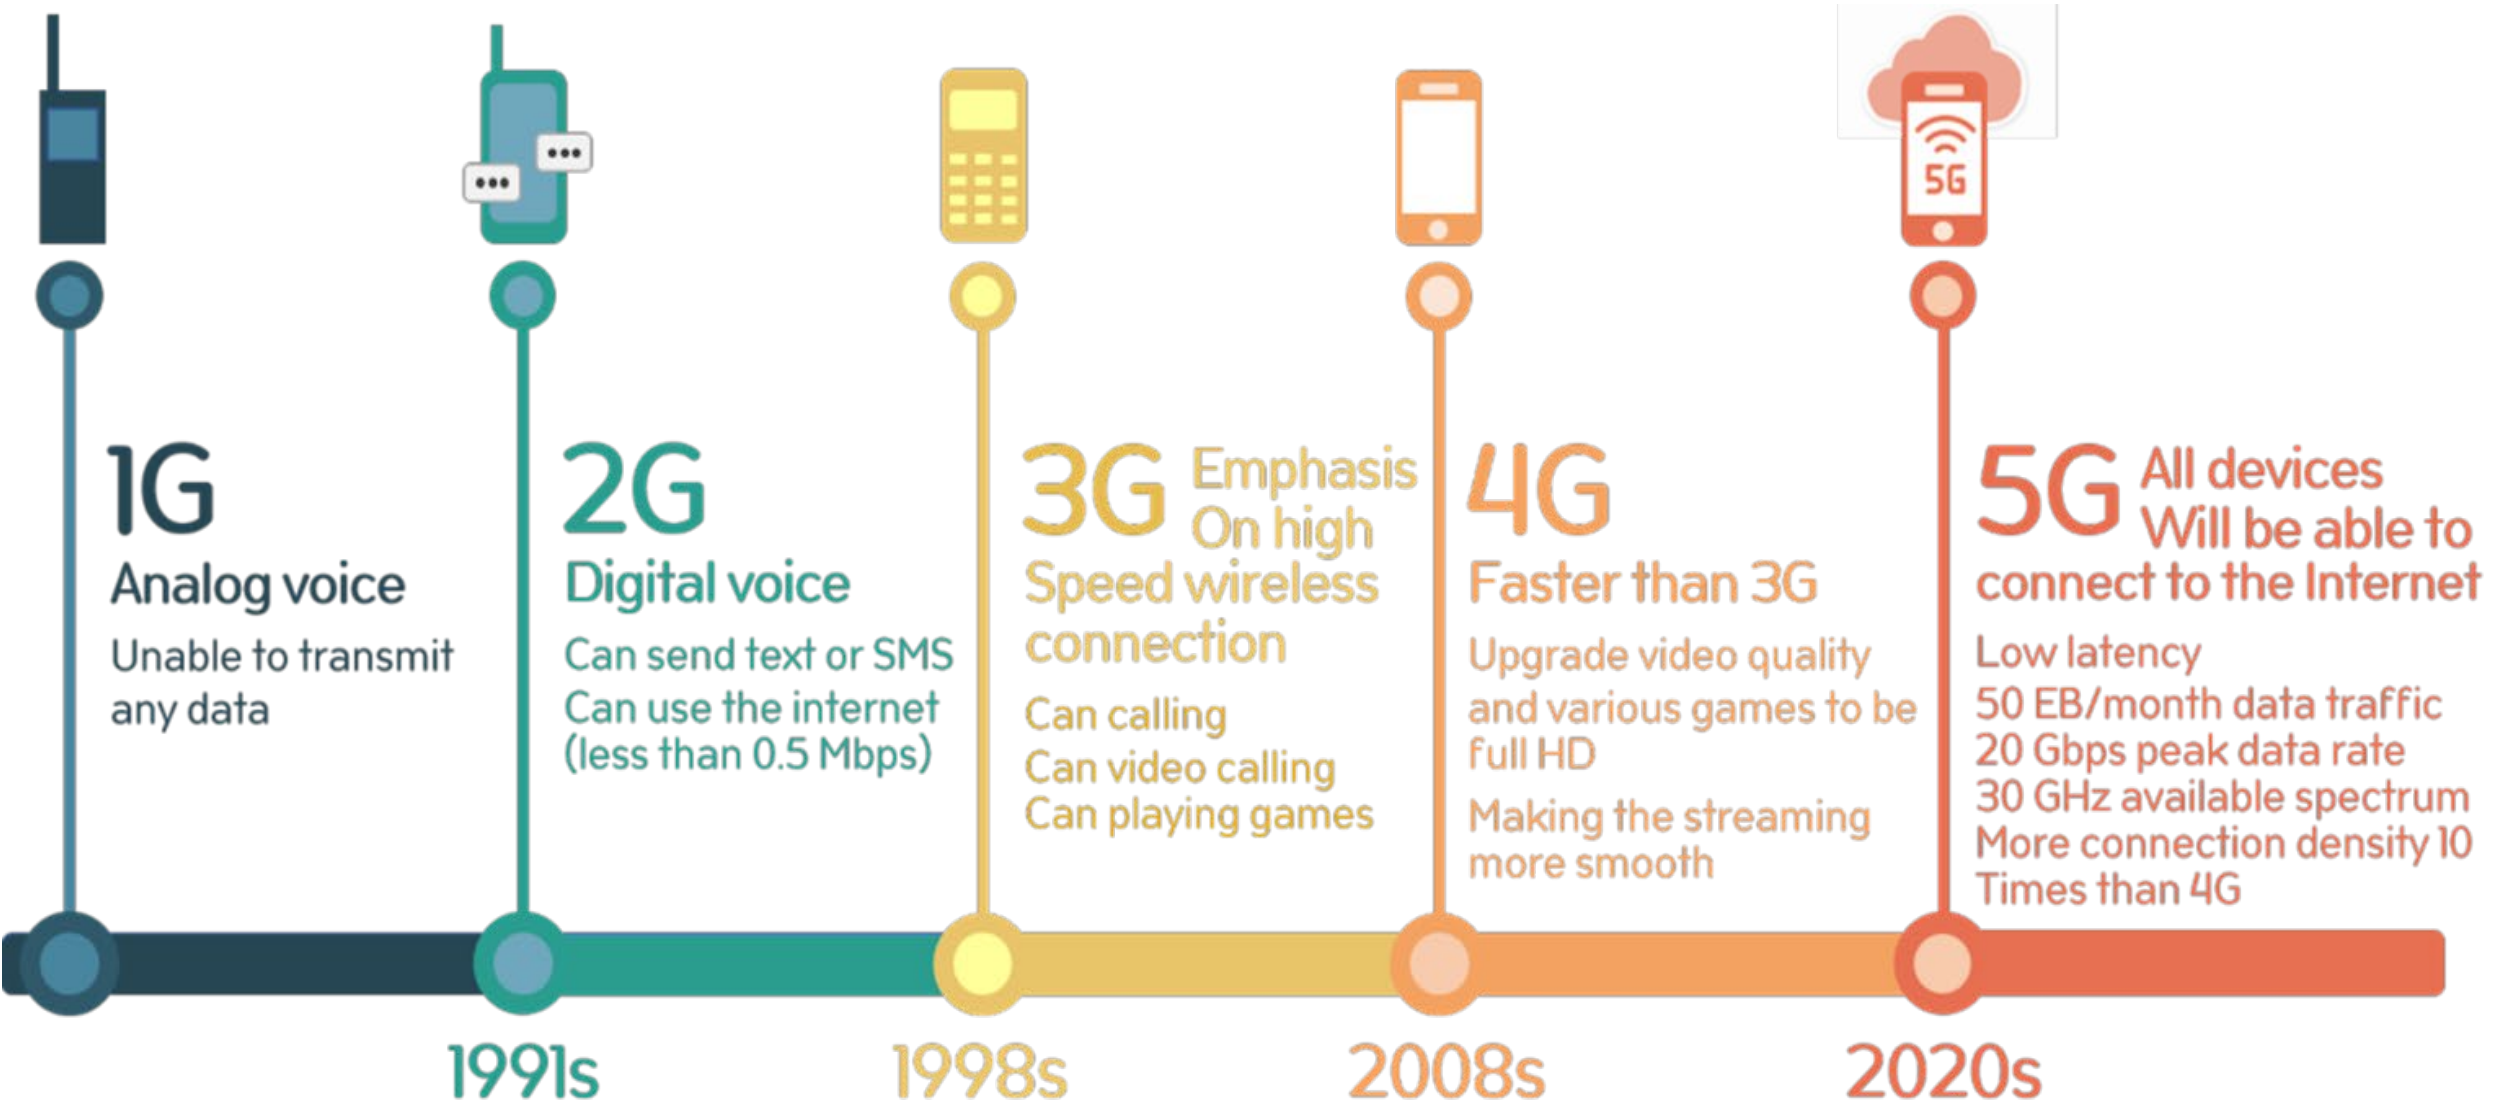 5G
1G
Analog voice
Unable to transmit
any data
2G
Digital voice
Can send text or SMS
Can use the internet
(less than 0.5 Mbps)
3G Emphasis
On high
Speed wireless
connection
Can calling
Can video calling
Can playing games
4G
Faster than 3G
Upgrade video quality
and various games to be
full HD
Making the streaming
more smooth
5G All devices
Will be able to
connect to the Internet
Low latency
50 EB/month data traffic
20 Gbps peak data rate
30 GHz available spectrum
More connection density 10
Times than 4G
1991s
1998s
2008s
2020s